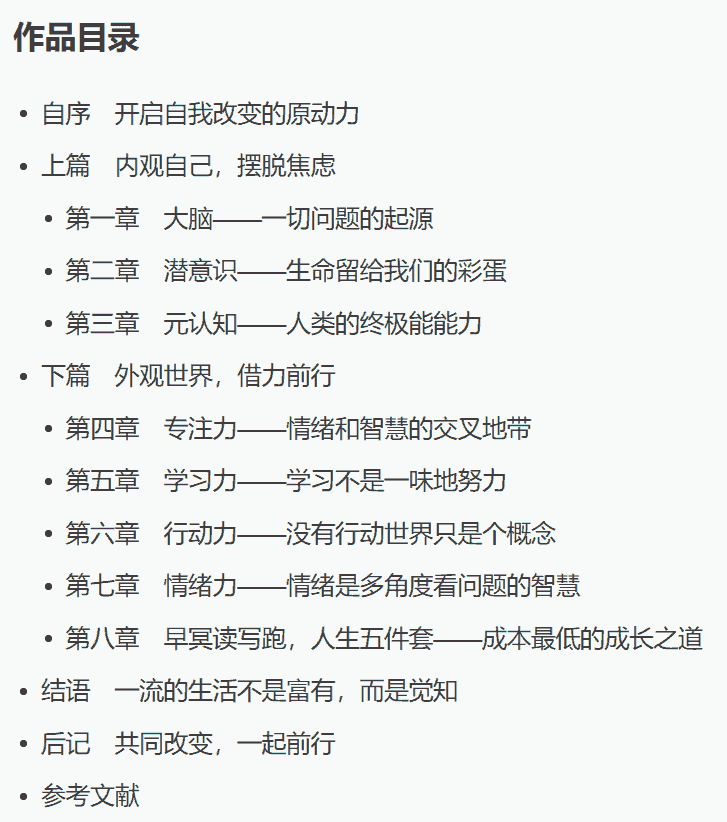 作品目录
自序　开启自我改变的原动力
上篇　内观自己，摆脱焦虑
第一章　大脑——一切问题的起源
第二章　潜意识——生命留给我们的彩蛋
第三章　元认知——人类的终极能能力
下篇　外观世界，借力前行
第四章　专注力——情绪和智慧的交叉地带
第五章　学习力——学习不是一味地努力
第六章　行动力——没有行动世界只是个概念
第七章　情绪力——情绪是多角度看问题的智慧
第八章　早冥读写跑，人生五件套——成本最低的成长之道
结语　一流的生活不是富有，而是觉知
后记　共同改变，一起前行
参考文献